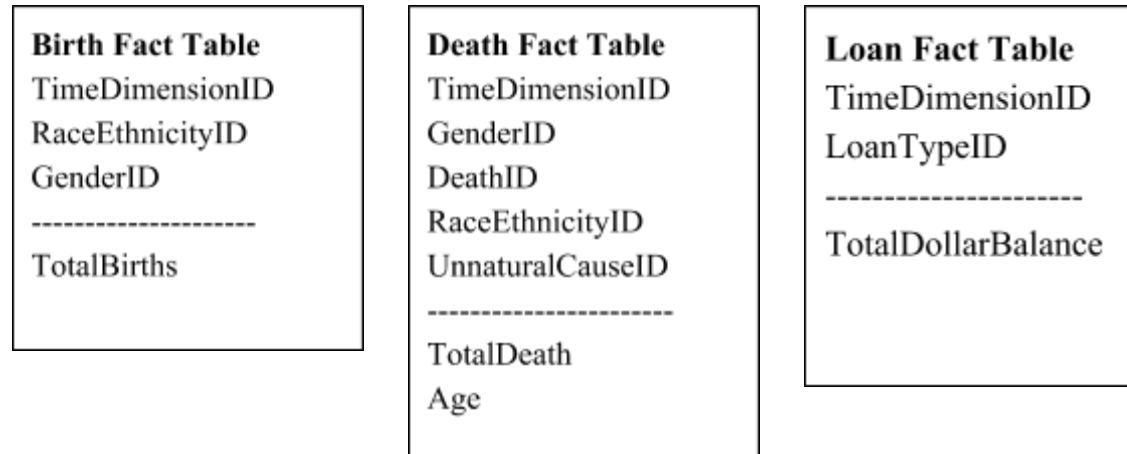 Birth Fact Table
TimeDimensionID
RaceEthnicityID
GenderID
---------------------
TotalBirths
Death Fact Table
TimeDimensionID
GenderID
DeathID
RaceEthnicityID
UnnaturalCauseID
-----------------------
TotalDeath
Age
Loan Fact Table
TimeDimensionID
LoanTypeID
-----------------------
TotalDollarBalance